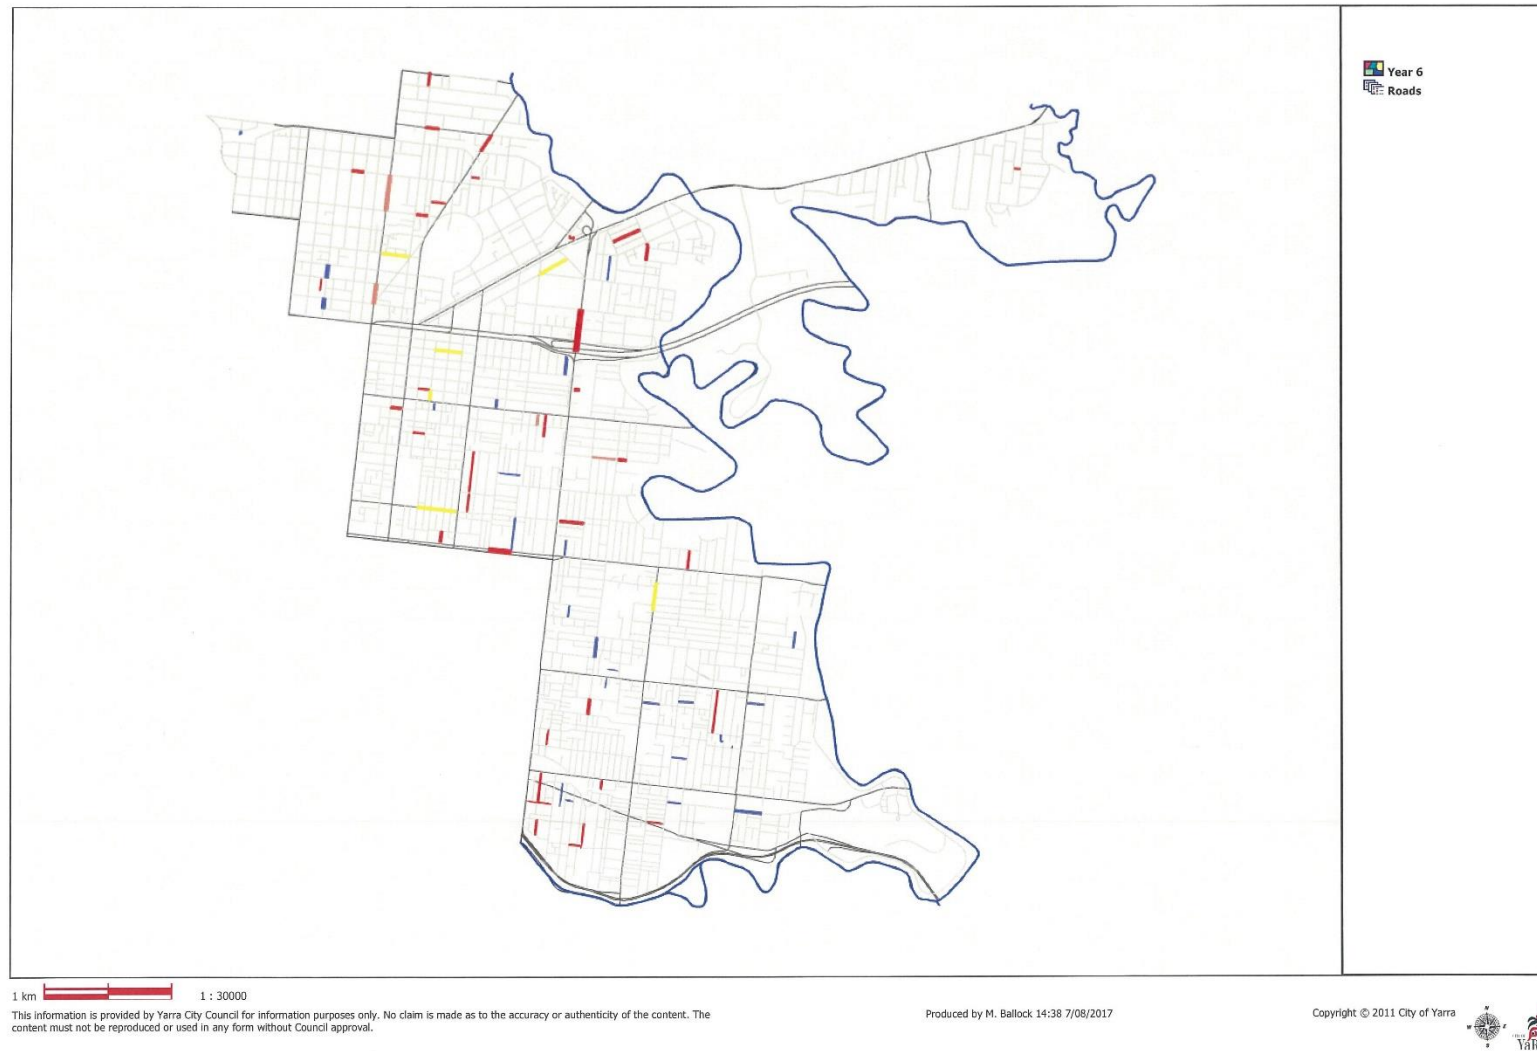 Year 6
Roads
1 km
1 : 30000
This information is provided by Yarra City Council for information purposes only. No claim is made as to the accuracy or authenticity of the content. The
content must not be reproduced or used in any form without Council approval.
Produced by M. Ballock 14:38 7/08/2017
Copyright © 2011 City of Yarra
N
W
E
S